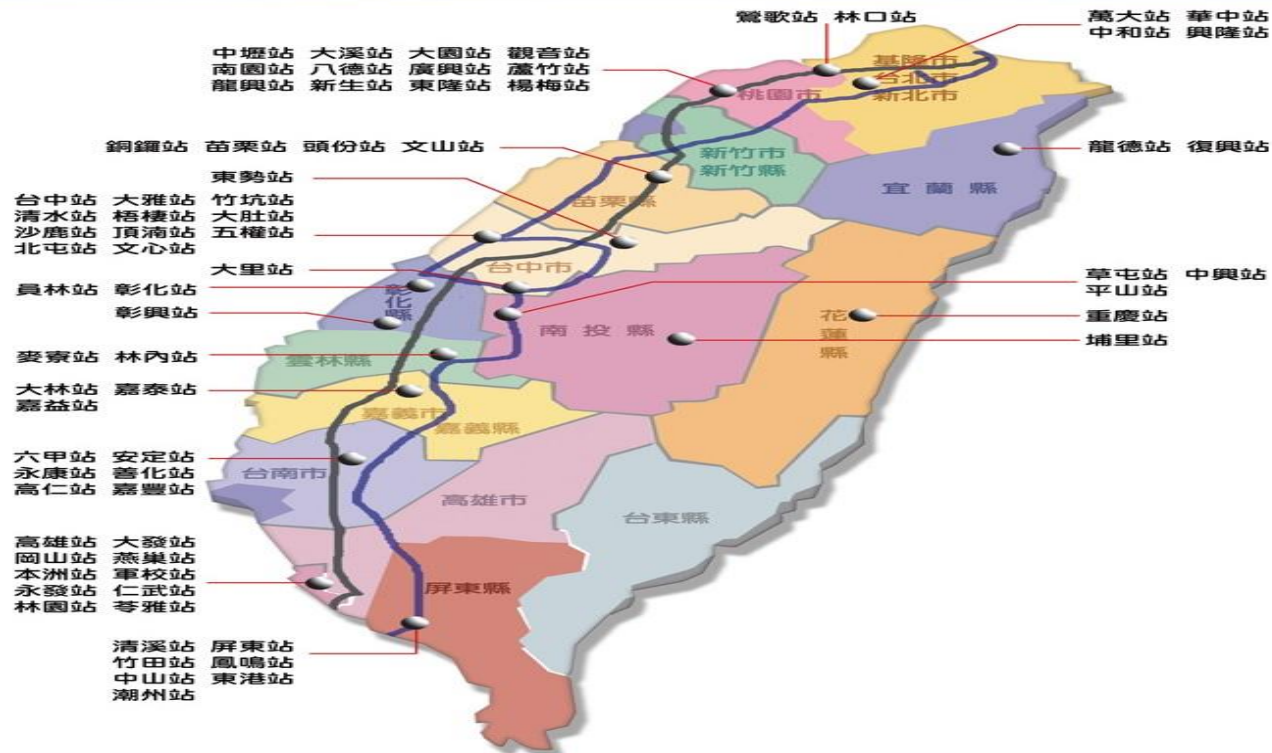 鶯歌站 林口站
萬大站 華中站
中和站 興隆站
中壢站 大溪站 大園站 觀音站
南園站 八德站 廣興站 蘆竹站
龍興站 新生站 東隆站 楊梅站
基隆市
台北市
新北市
桃園市
銅鑼站 苗栗站 頭份站 文山站
新竹市
新竹縣
龍德站 復興站
宜蘭縣
東勢站
苗栗縣
台中站 大雅站 竹坑站
清水站 梧棲站 大肚站
沙鹿站 頂湳站 五權站
北屯站 文心站
台中市
大里站
員林站 彰化站
彰化縣
彰興站
草屯站 中興站
平山站
南投縣
花蓮縣
重慶站
埔里站
麥寮站 林內站
雲林縣
大林站 嘉泰站
嘉益站
嘉義市
嘉義縣
六甲站 安定站
永康站 善化站
高仁站 嘉豐站
台南市
高雄市
台東縣
高雄站 大發站
岡山站 燕巢站
本洲站 軍校站
永發站 仁武站
林園站 苓雅站
屏東縣
清溪站 屏東站
竹田站 鳳鳴站
中山站 東港站
潮州站